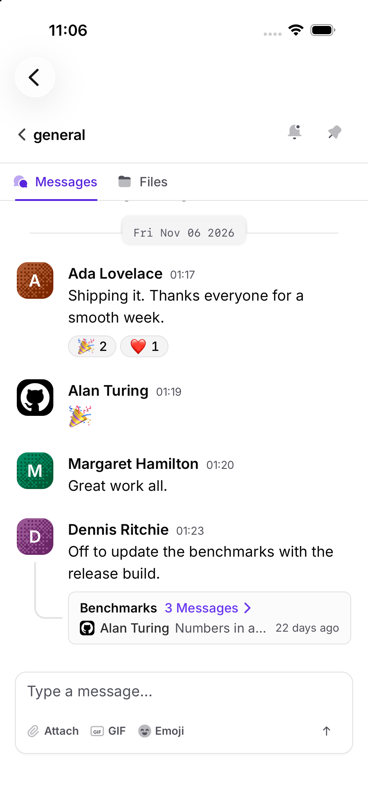 11:06
general
Messages
Files
Fri Nov 06 2026
A
Ada Lovelace 01:17
Shipping it. Thanks everyone for a
smooth week.
🎉 2 ❤️ 1
Alan Turing 01:19
🎉
M
Margaret Hamilton 01:20
Great work all.
D
Dennis Ritchie 01:23
Off to update the benchmarks with the
release build.
Benchmarks 3 Messages
Alan Turing Numbers in a... 22 days ago
Type a message...
Attach GIF GIF Emoji